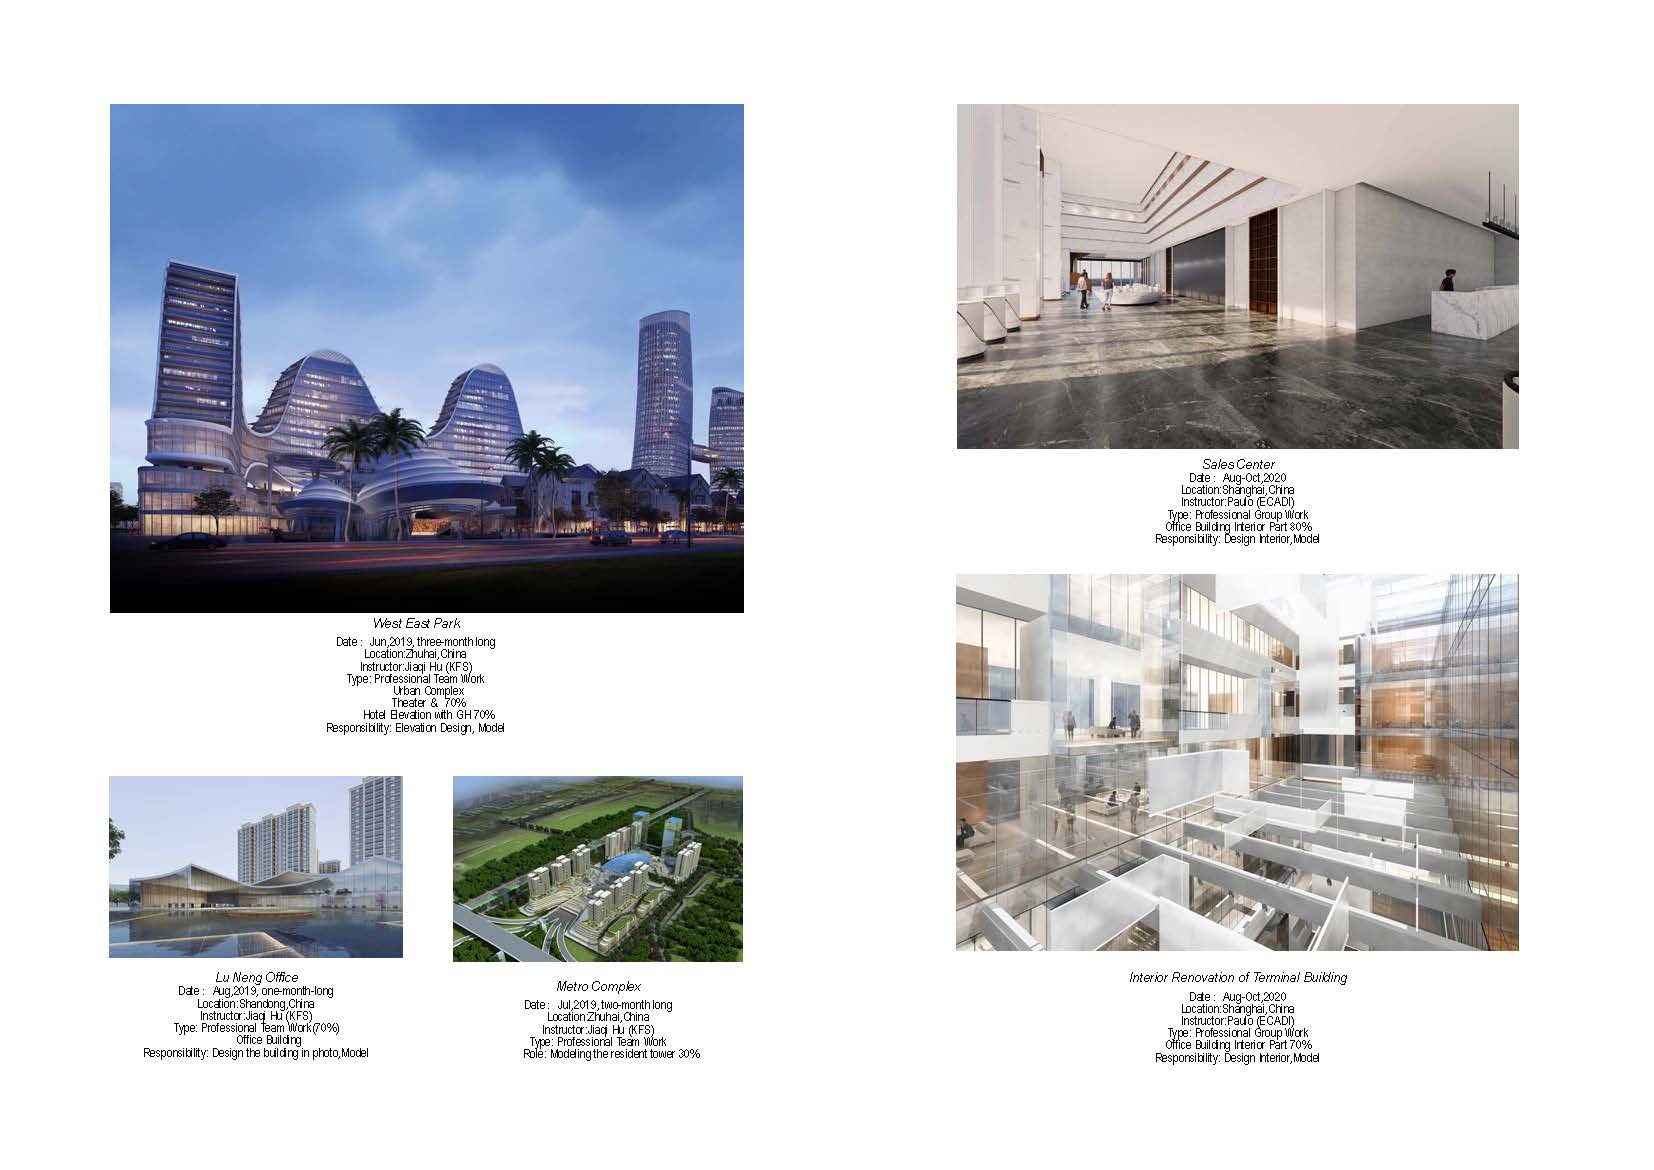 West East Park
Date :  Jun,2019, three-month long
Location:Zhuhai,China
Instructor:Jiaqi Hu (KFS)
Type: Professional Team Work
Urban Complex
Theater &  70%
Hotel Elevation with GH 70%
Responsibility: Elevation Design, Model
Lu Neng Office
Date :  Aug,2019, one-month-long
Location:Shandong,China
Instructor:Jiaqi Hu (KFS)
Type: Professional Team Work(70%)
Office Building
Responsibility: Design the building in photo,Model
Metro Complex
Date :  Jul,2019, two-month long
Location:Zhuhai,China
Instructor:Jiaqi Hu (KFS)
Type: Professional Team Work
Role: Modeling the resident tower 30%
Sales Center
Date :  Aug-Oct,2020
Location:Shanghai,China
Instructor:Paulo (ECADI)
Type: Professional Group Work
Office Building Interior Part 80%
Responsibility: Design Interior,Model
Interior Renovation of Terminal Building
Date :  Aug-Oct,2020
Location:Shanghai,China
Instructor:Paulo (ECADI)
Type: Professional Group Work
Office Building Interior Part 70%
Responsibility: Design Interior,Model